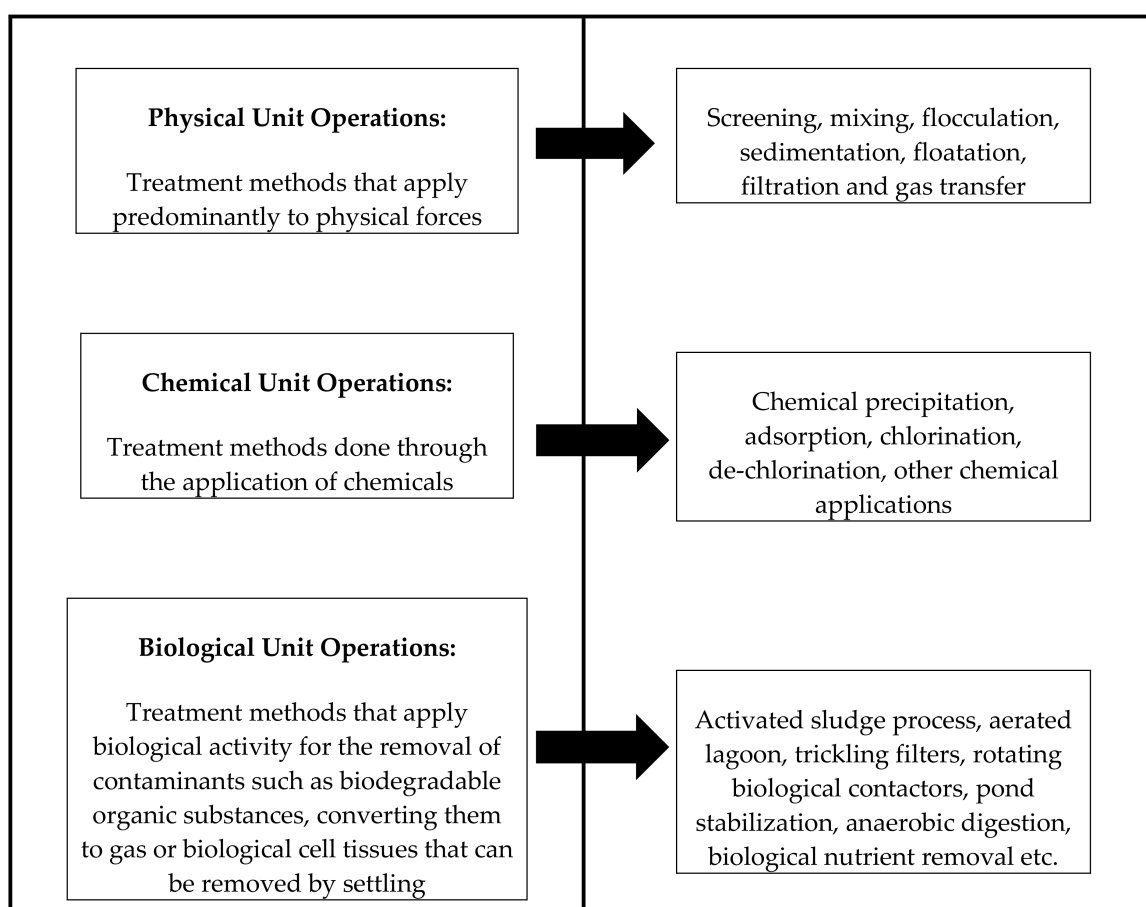 Physical Unit Operations:
Treatment methods that apply
predominantly to physical forces
Screening, mixing, flocculation,
sedimentation, floatation,
filtration and gas transfer
Chemical Unit Operations:
Treatment methods done through
the application of chemicals
Chemical precipitation,
adsorption, chlorination,
de-chlorination, other chemical
applications
Biological Unit Operations:
Treatment methods that apply
biological activity for the removal of
contaminants such as biodegradable
organic substances, converting them
to gas or biological cell tissues that can
be removed by settling
Activated sludge process, aerated
lagoon, trickling filters, rotating
biological contactors, pond
stabilization, anaerobic digestion,
biological nutrient removal etc.